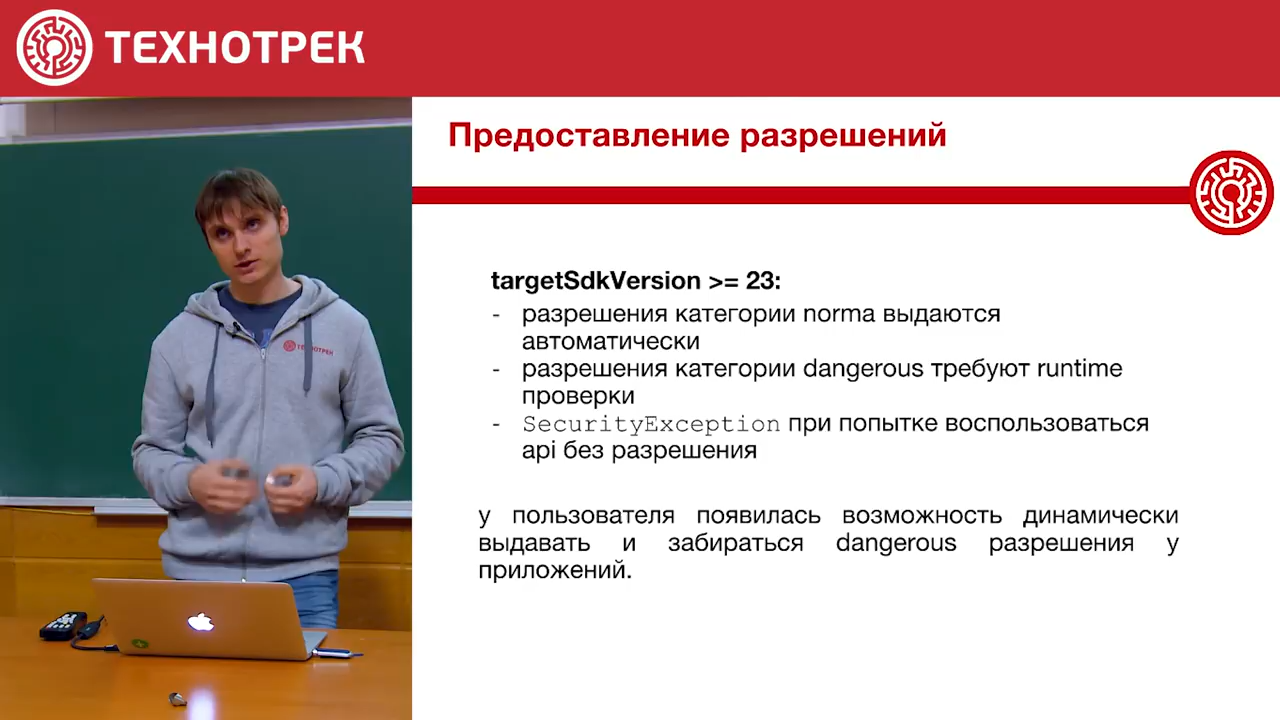 ТЕХНОТРЕК
Предоставление разрешений
ТЕХНОТРЕК
targetSdkVersion >= 23:
- разрешения категории norma выдаются
автоматически
- разрешения категории dangerous требуют runtime
проверки
- SecurityException при попытке воспользоваться
api без разрешения
у пользователя появилась возможность динамически
выдавать и забираться dangerous разрешения у
приложений.